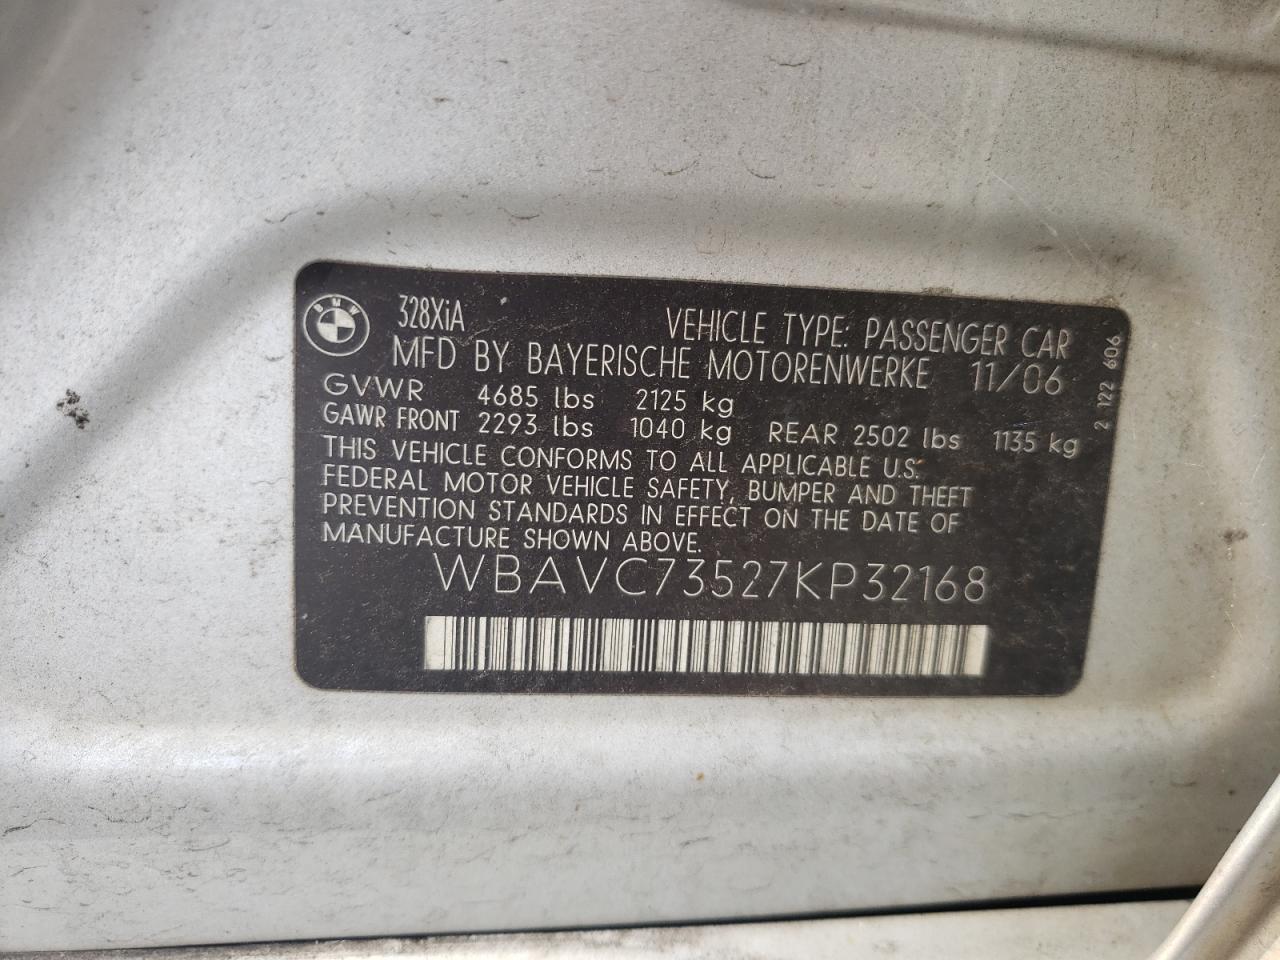 BMW
328XiA
VEHICLE TYPE: PASSENGER CAR
MFD BY BAYERISCHE MOTORENWERKE 11/06
GVWR 4685 lbs 2125 kg
GAWR FRONT 2293 lbs 1040 kg REAR 2502 lbs 1135 kg
THIS VEHICLE CONFORMS TO ALL APPLICABLE U.S.
FEDERAL MOTOR VEHICLE SAFETY, BUMPER AND THEFT
PREVENTION STANDARDS IN EFFECT ON THE DATE OF
MANUFACTURE SHOWN ABOVE.
WBAVC73527KP32168
2 122 606